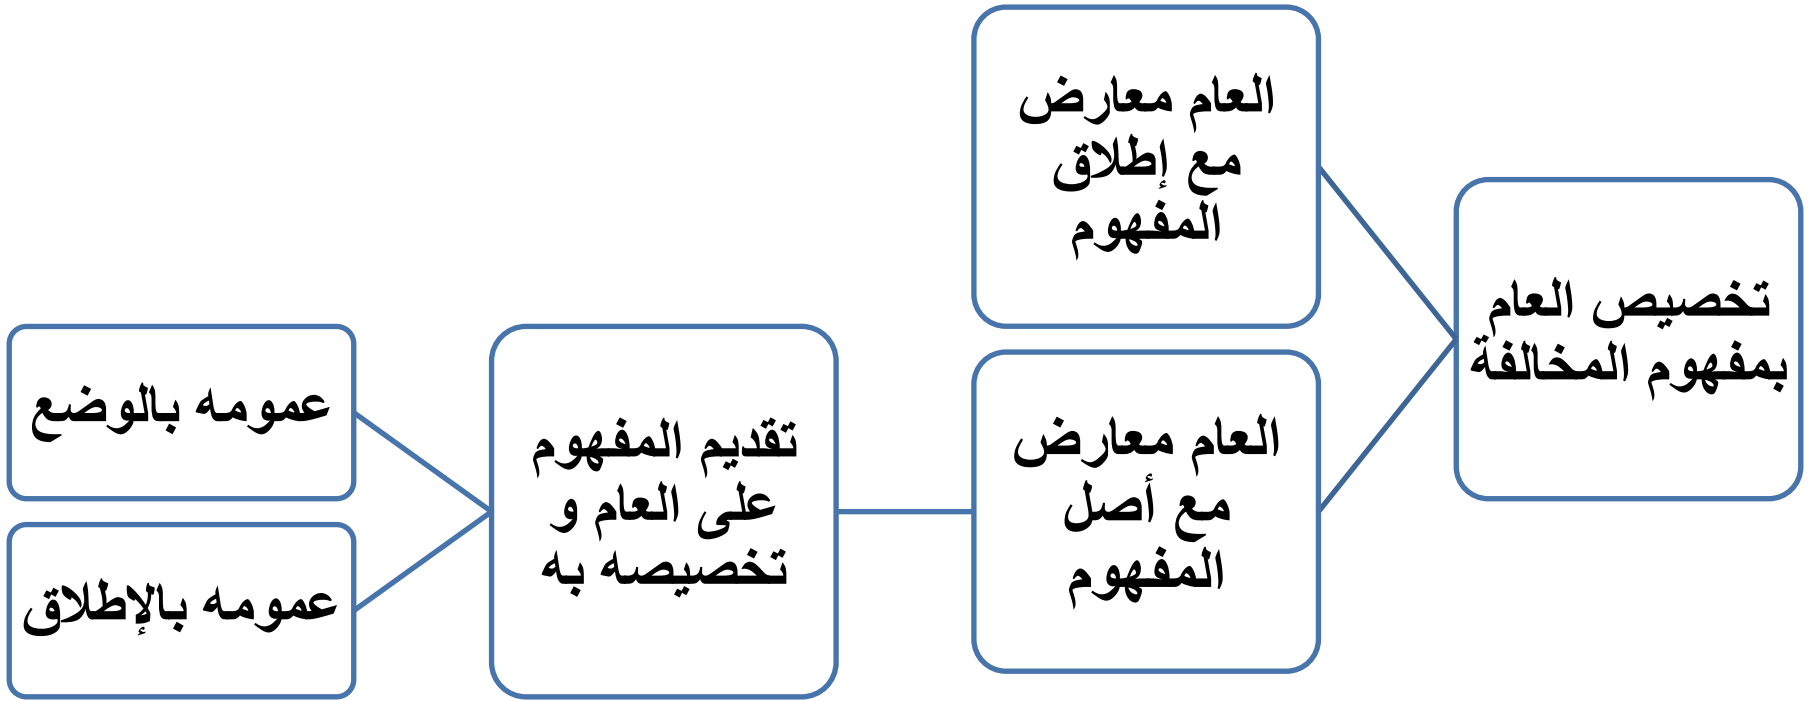 تخصيص العام
بمفهوم المخالفة
العام معارض
مع إطلاق
المفهوم
العام معارض
مع أصل
المفهوم
تقديم المفهوم
على العام و
تخصيصه به
عمومه بالوضع
عمومه بالإطلاق